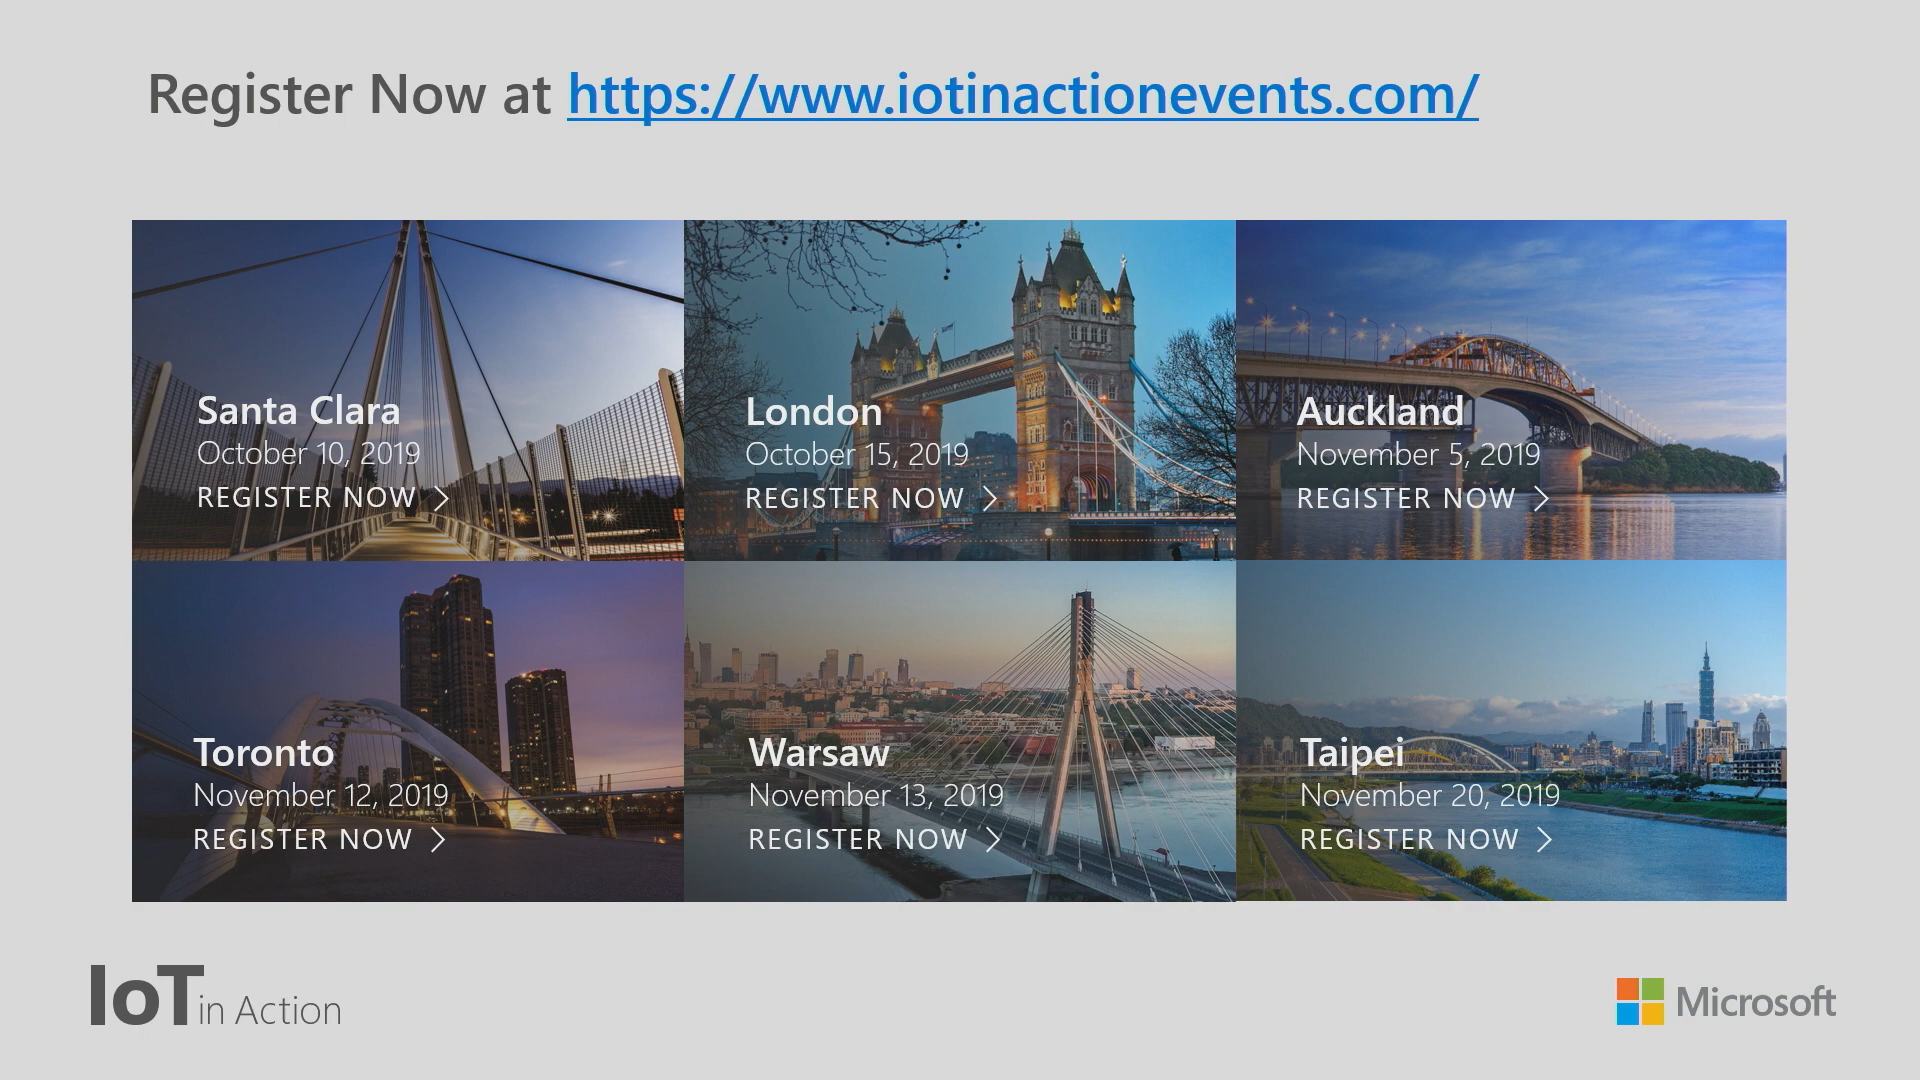 Register Now at https://www.iotinactionevents.com/
Santa Clara
October 10, 2019
REGISTER NOW
London
October 15, 2019
REGISTER NOW
Auckland
November 5, 2019
REGISTER NOW
Toronto
November 12, 2019
REGISTER NOW
Warsaw
November 13, 2019
REGISTER NOW
Taipei
November 20, 2019
REGISTER NOW
IoT in Action
Microsoft